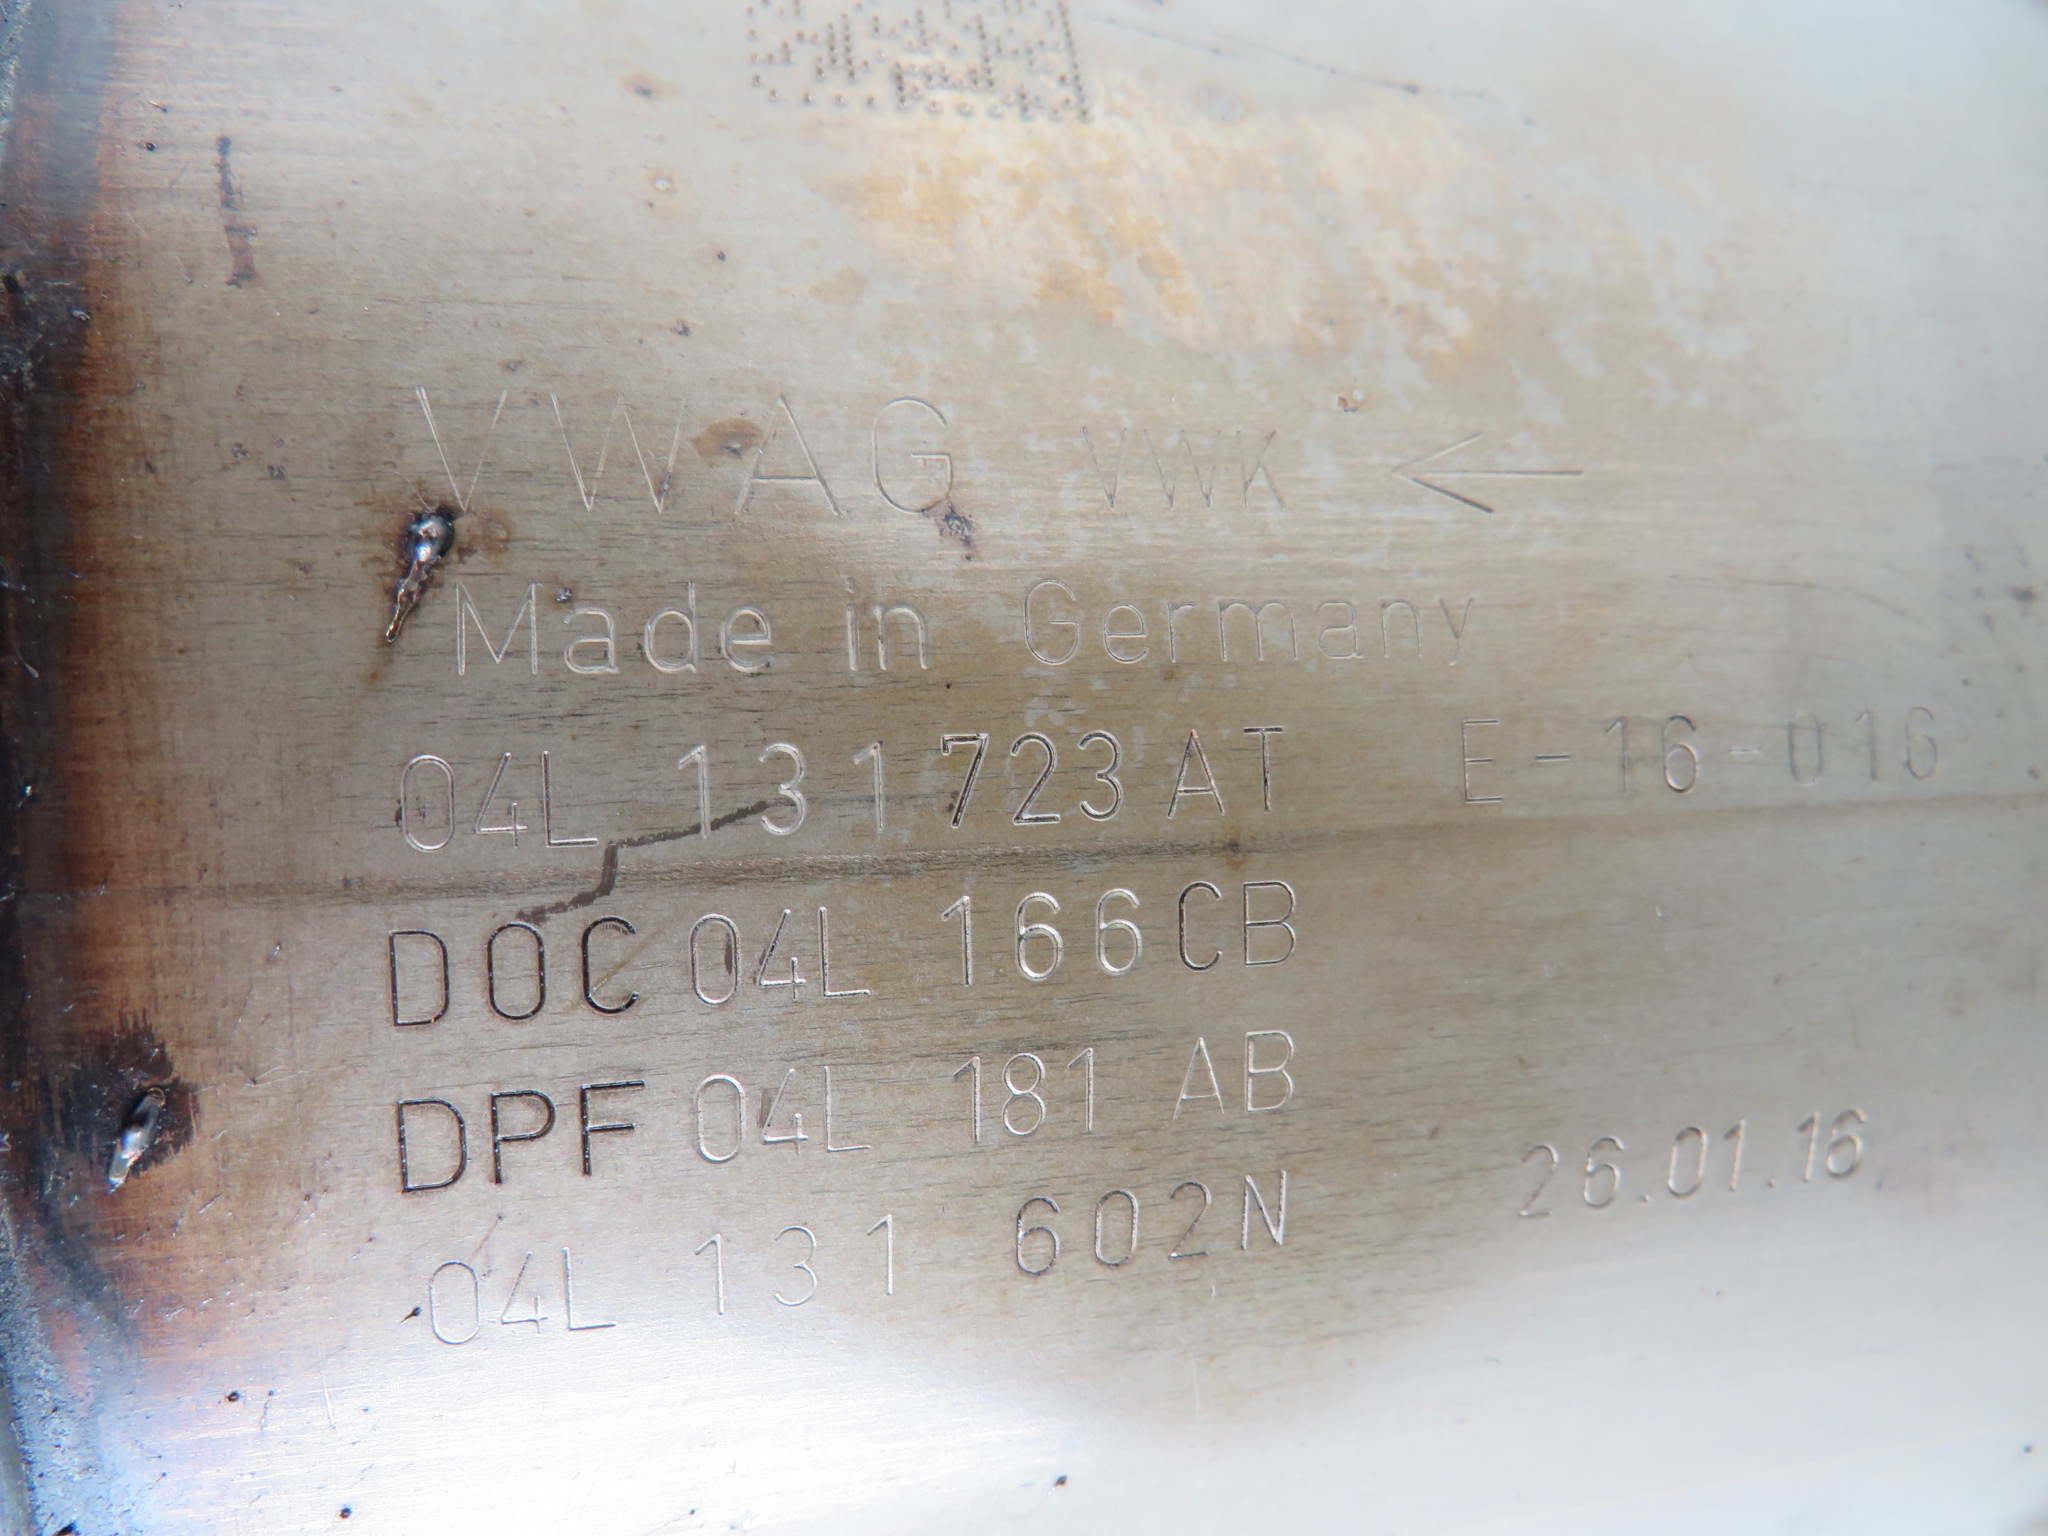 VWAG VWK ←
Made in Germany
04L 131 723 AT E-16-016
DOC 04L 166 CB
DPF 04L 181 AB
04L 131 602N 26.01.16